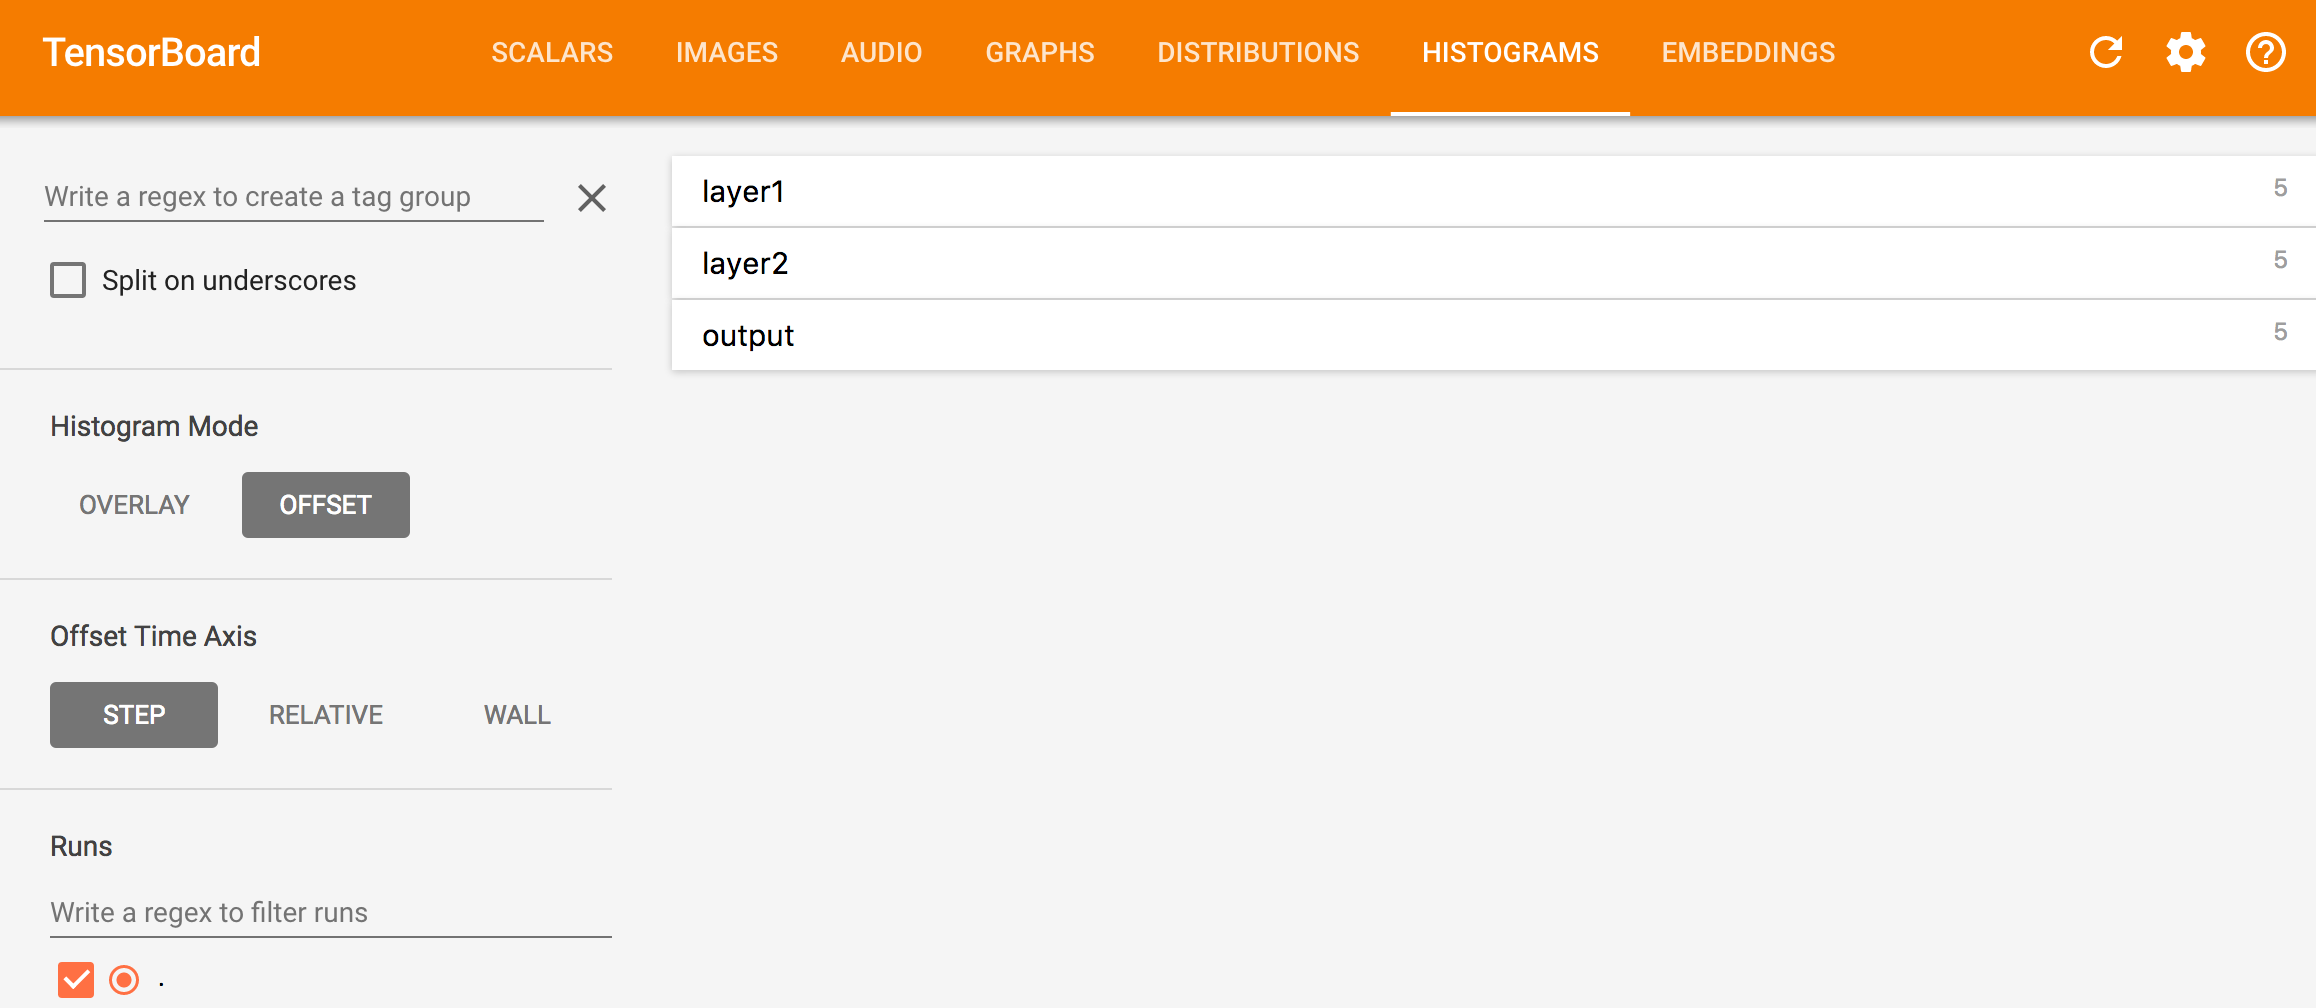 TensorBoard SCALARS IMAGES AUDIO GRAPHS DISTRIBUTIONS HISTOGRAMS EMBEDDINGS
Write a regex to create a tag group
Split on underscores
Histogram Mode
OVERLAY OFFSET
Offset Time Axis
STEP RELATIVE WALL
Runs
Write a regex to filter runs
.
layer1 5
layer2 5
output 5